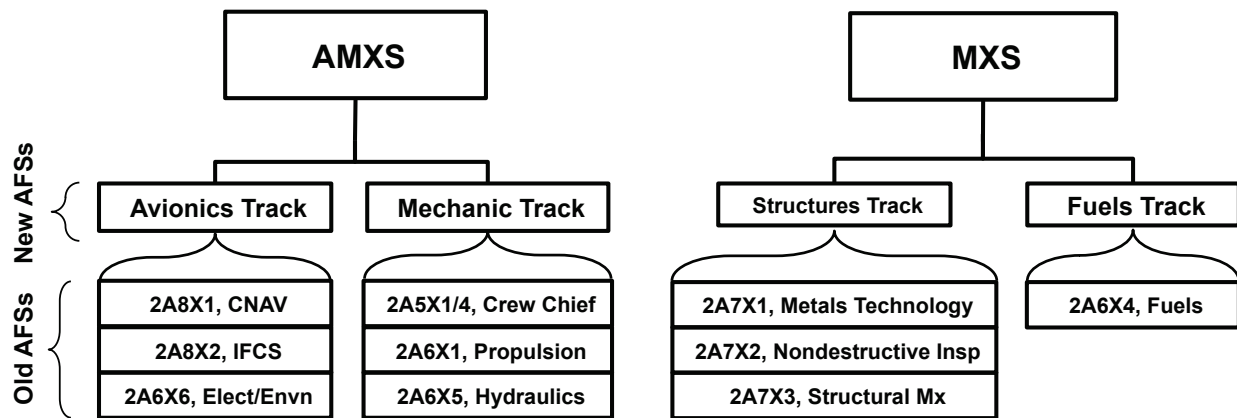 AMXS
MXS
New AFSs
Avionics Track
Mechanic Track
Structures Track
Fuels Track
Old AFSs
2A8X1, CNAV
2A8X2, IFCS
2A6X6, Elect/Envn
2A5X1/4, Crew Chief
2A6X1, Propulsion
2A6X5, Hydraulics
2A7X1, Metals Technology
2A7X2, Nondestructive Insp
2A7X3, Structural Mx
2A6X4, Fuels